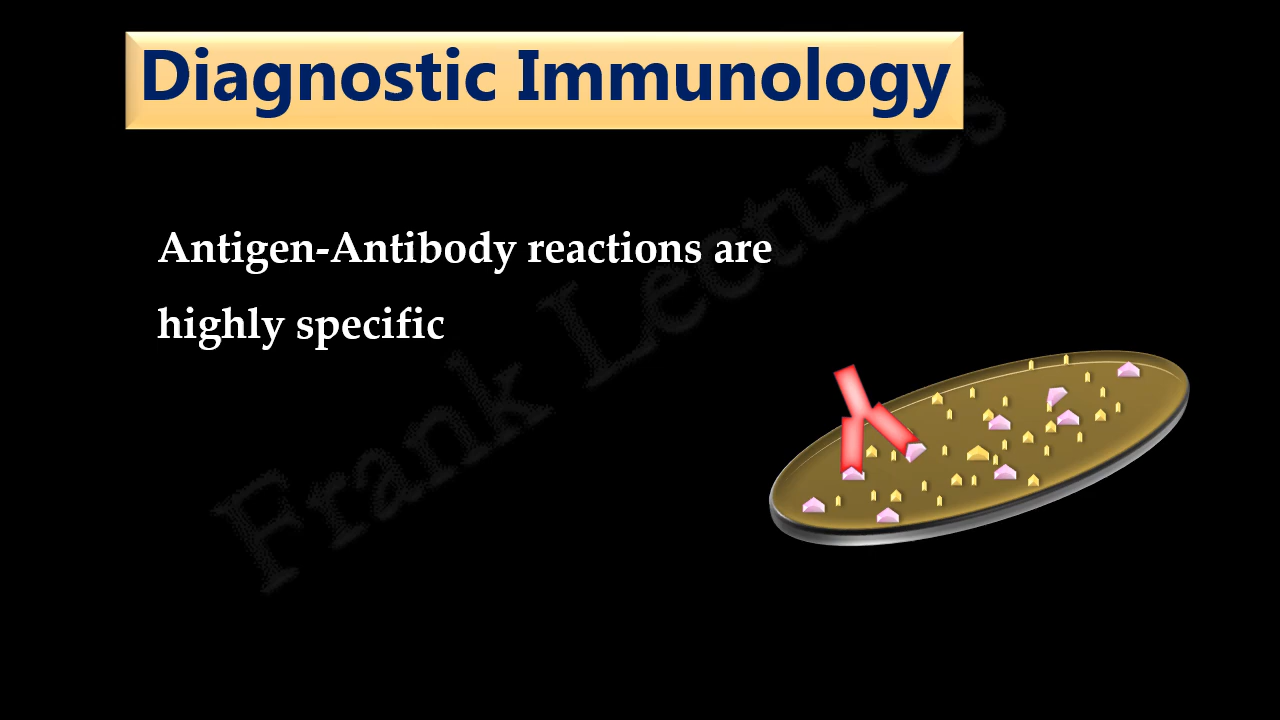 Diagnostic Immunology
Antigen-Antibody reactions are
highly specific
Frank Lectures